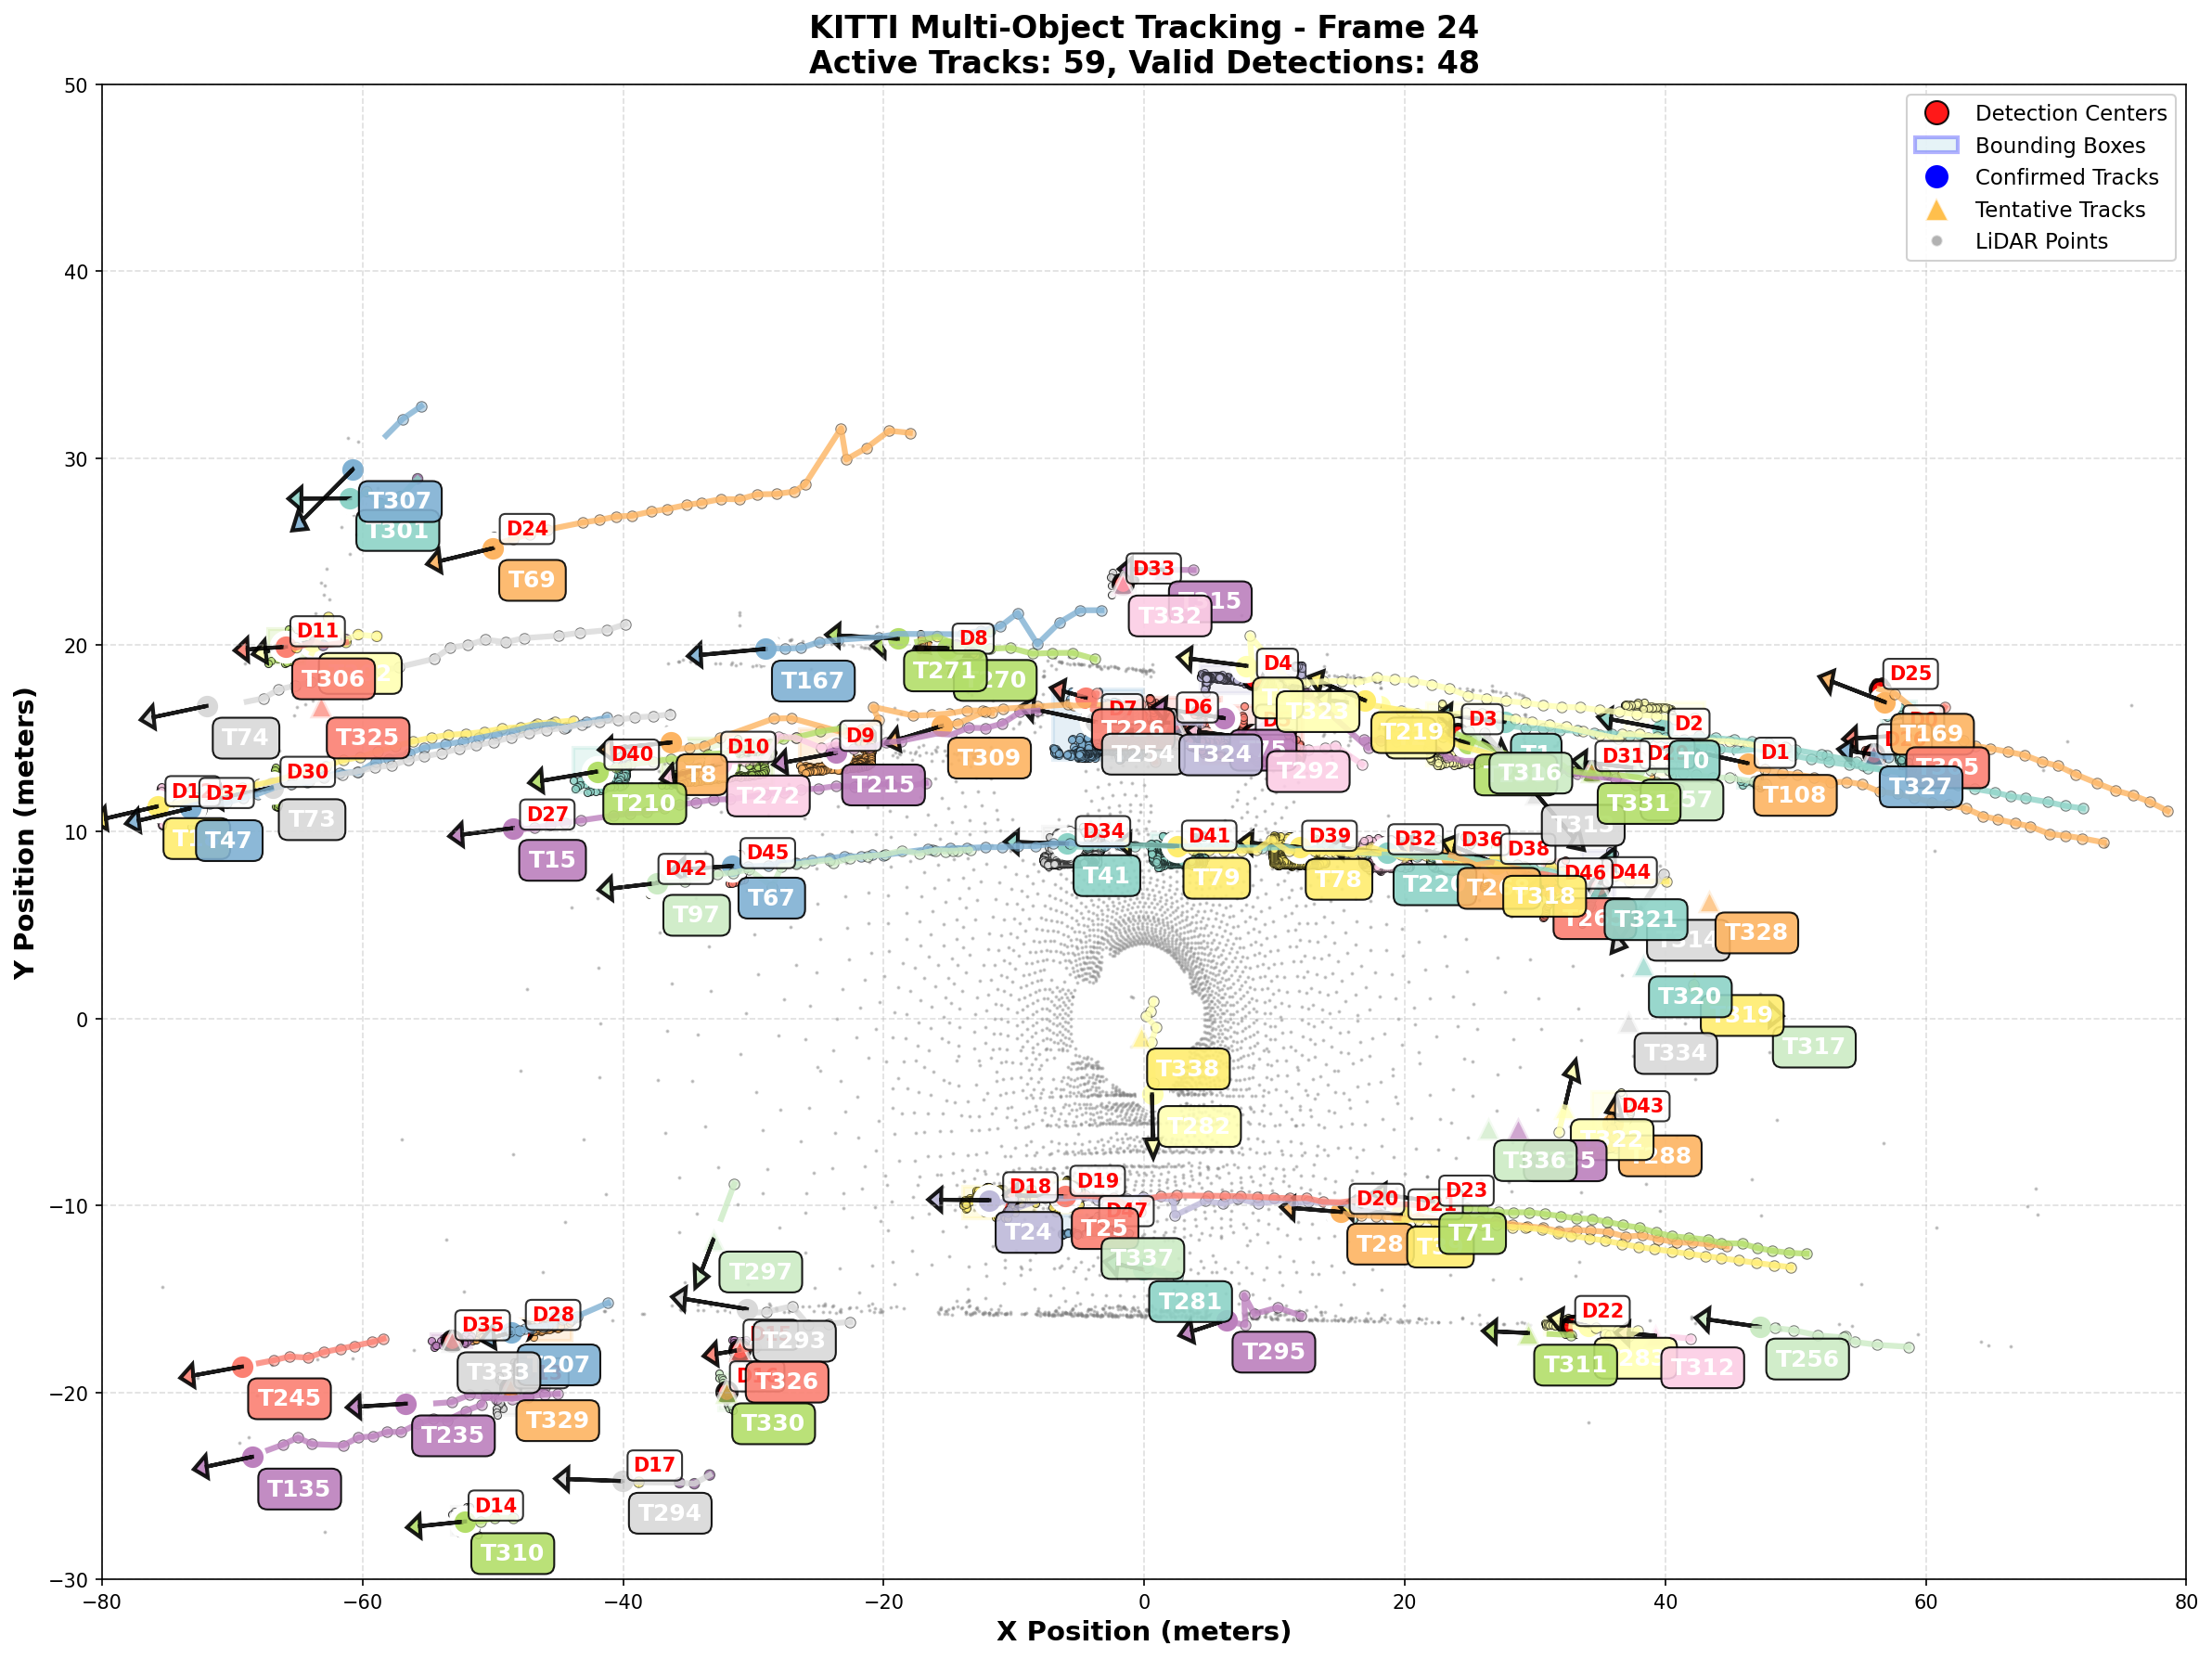 KITTI Multi-Object Tracking - Frame 24
Active Tracks: 59, Valid Detections: 48
Detection Centers
Bounding Boxes
Confirmed Tracks
Tentative Tracks
LiDAR Points
Y Position (meters)
50
40
30
20
10
0
−10
−20
−30
−80
−60
−40
−20
0
20
40
60
80
X Position (meters)
T307
T301
D24
T69
D33
T332
D11
T306
T74
T325
T167
D8
T271
D4
T323
D25
T169
T327
D6
T226
T254
T324
T292
T219
D3
T316
D2
T0
D31
T331
D1
T108
D40
D10
D9
T8
T210
T272
T215
T309
D30
D37
T73
T47
D27
T15
D42
D45
T97
T67
D34
T41
D41
T79
D39
T78
D32
D36
D38
T318
D46
D44
T321
T328
T320
T334
T317
T338
T282
D43
T336
D18
D19
T24
T25
T337
D20
D23
T28
T71
T281
T295
T297
T293
D35
D28
T333
T245
T235
T329
T135
T326
T330
D17
T294
D14
T310
D22
T311
T312
T256